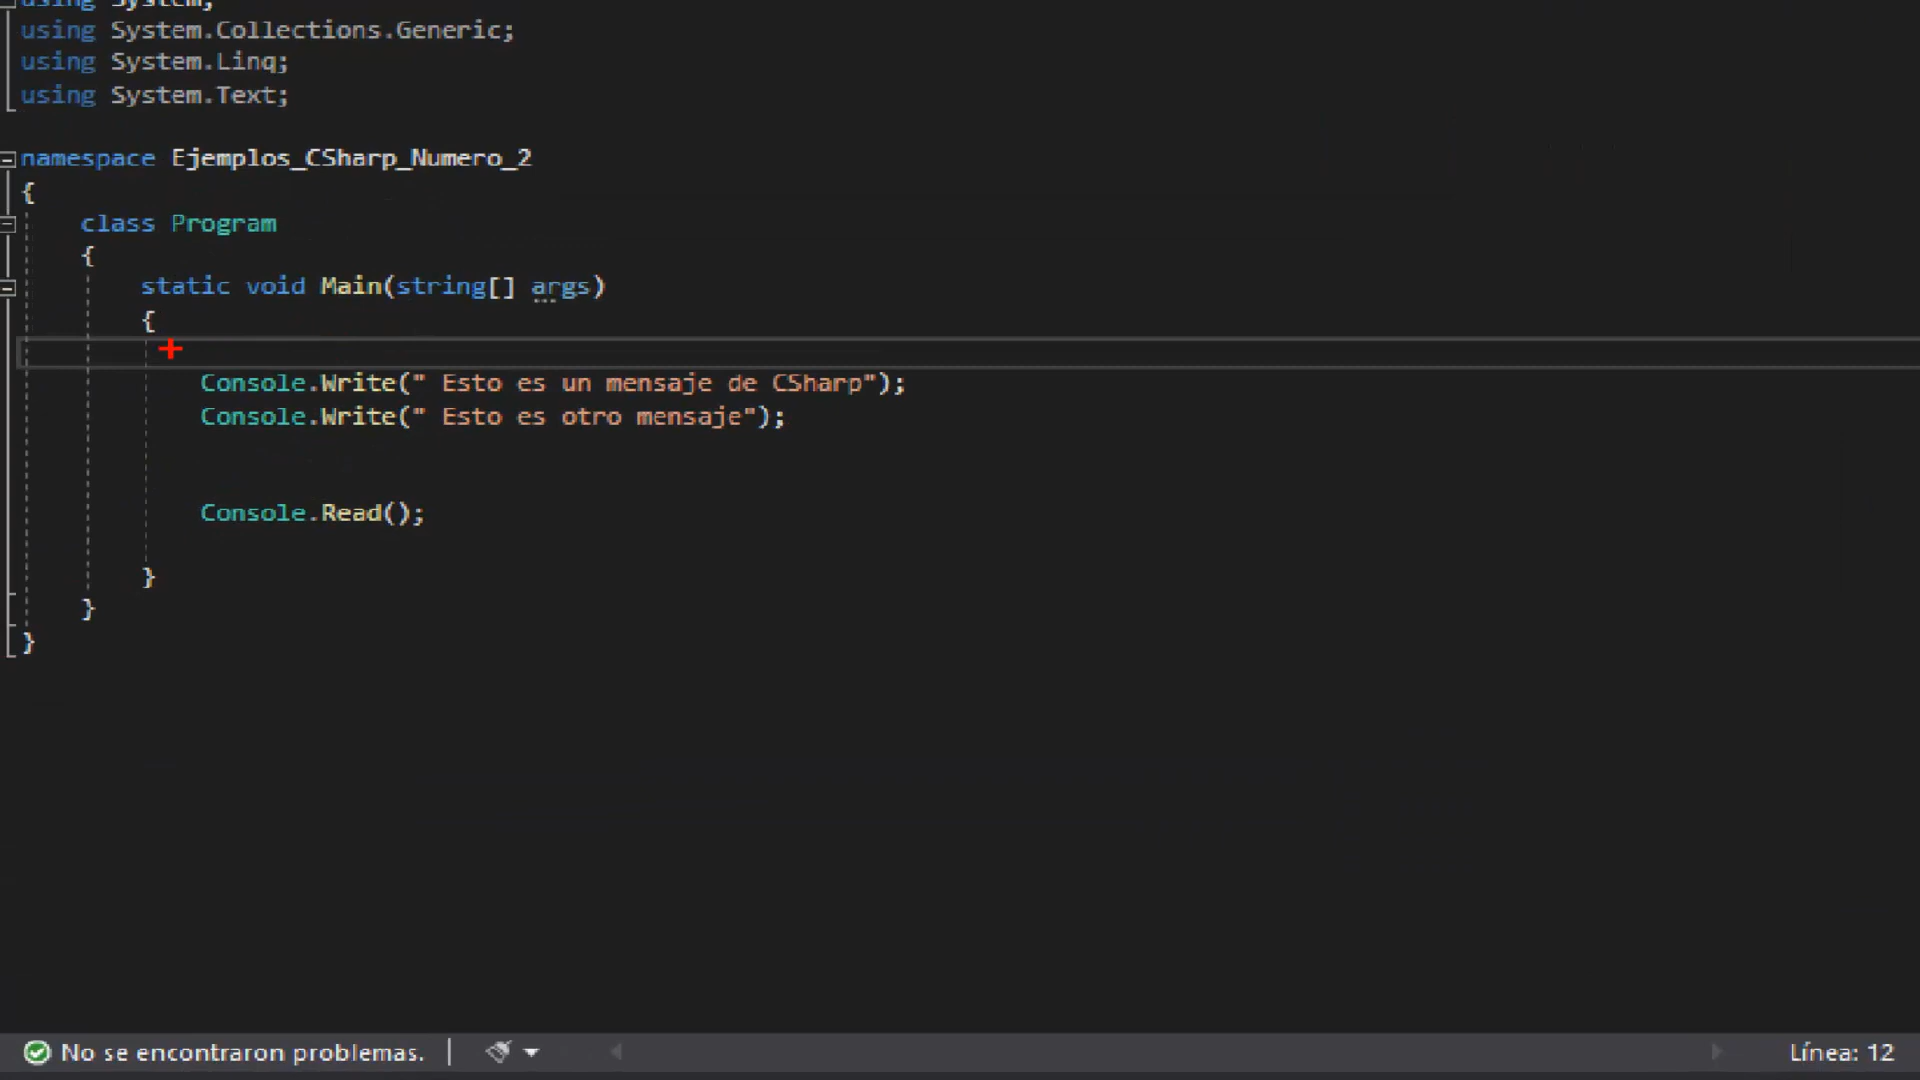 using System;
using System.Collections.Generic;
using System.Linq;
using System.Text;
namespace Ejemplos_CSharp_Numero_2
{
class Program
{
static void Main(string[] args)
{
Console.Write(" Esto es un mensaje de CSharp");
Console.Write(" Esto es otro mensaje");
Console.Read();
}
}
}
No se encontraron problemas.
Línea: 12